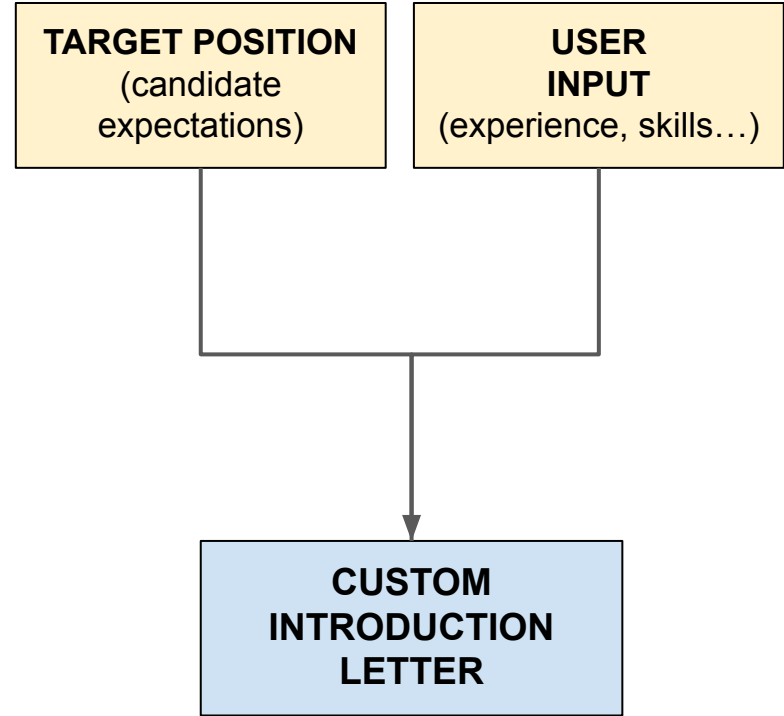 TARGET POSITION
(candidate
expectations)
USER
INPUT
(experience, skills…)
CUSTOM
INTRODUCTION
LETTER